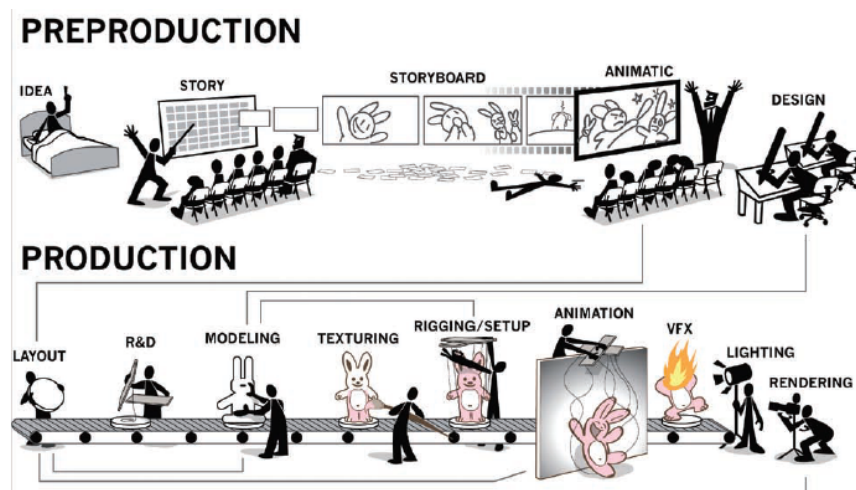 PREPRODUCTION
IDEA
STORY
STORYBOARD
ANIMATIC
DESIGN
PRODUCTION
LAYOUT
R&D
MODELING
TEXTURING
RIGGING/SETUP
ANIMATION
VFX
LIGHTING
RENDERING